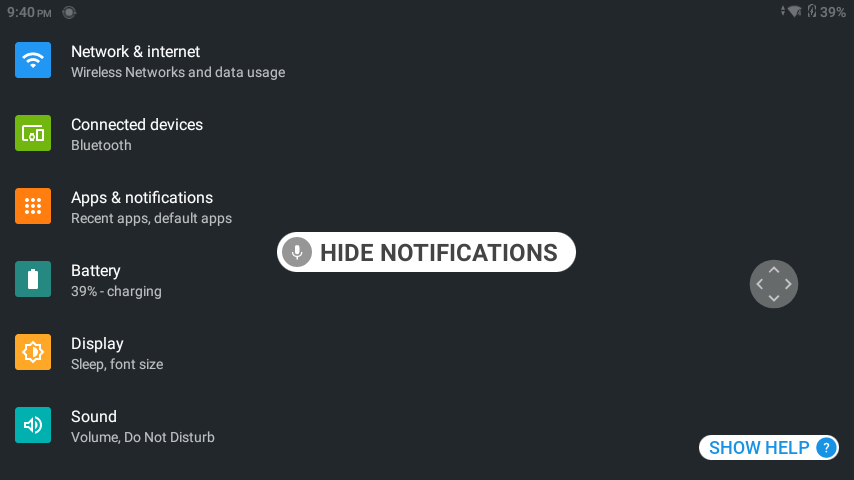 9:40 PM
39%
Network & internet
Wireless Networks and data usage
Connected devices
Bluetooth
Apps & notifications
Recent apps, default apps
HIDE NOTIFICATIONS
Battery
39% - charging
Display
Sleep, font size
Sound
Volume, Do Not Disturb
SHOW HELP ?